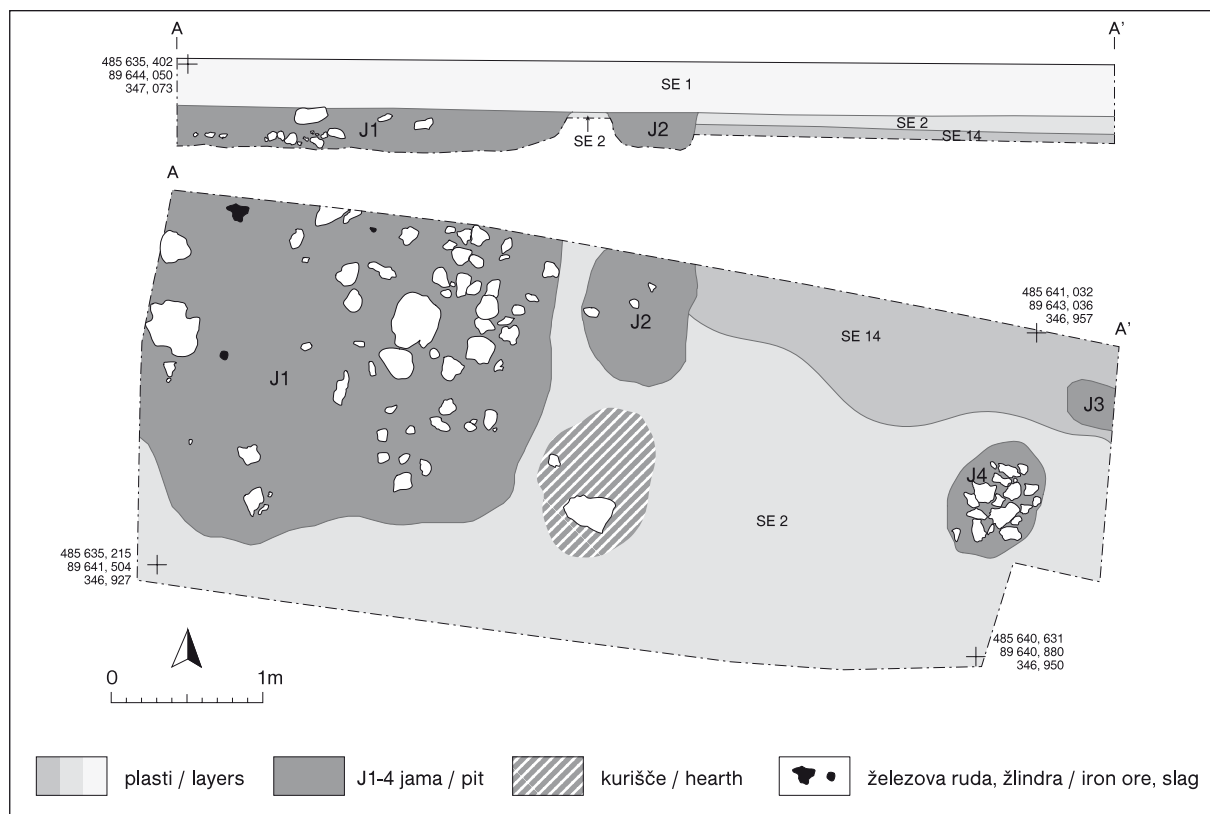 A
A'
485 635, 402
89 644, 050
347, 073
SE 1
J1
SE 2
J2
SE 2
SE 14
A
485 641, 032
89 643, 036
346, 957
A'
J2
SE 14
J1
J3
J4
SE 2
485 635, 215
89 641, 504
346, 927
485 640, 631
89 640, 880
346, 950
0
1m
plasti / layers
J1-4 jama / pit
kurišče / hearth
železova ruda, žlindra / iron ore, slag